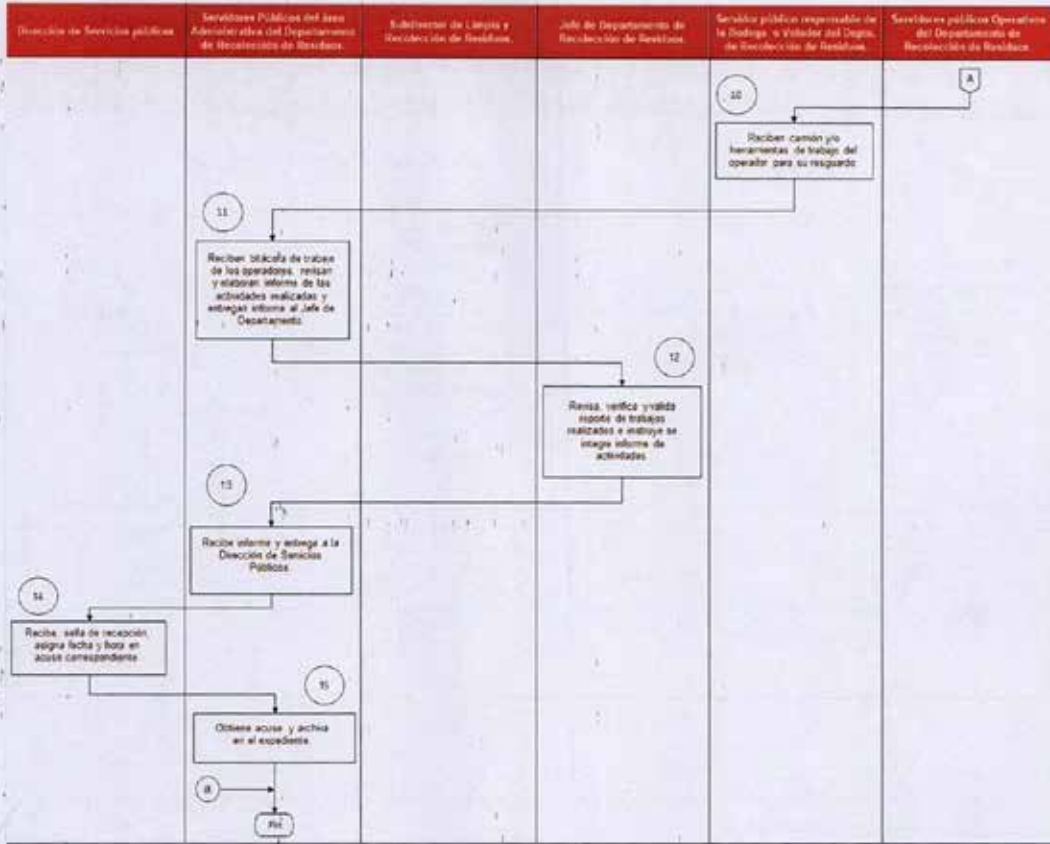 Dirección de Servicios públicos.
Servidores Públicos del área
Administrativa del Departamento
de Recolección de Residuos.
Subdirector de Limpia y
Recolección de Residuos.
Jefe de Departamento de
Recolección de Residuos.
Servidor público responsable de
la Bodega o Velador del Depto.
de Recolección de Residuos.
Servidores públicos Operativos
del Departamento de
Recolección de Residuos.
A
10
Reciben camión y/o
herramientas de trabajo del
operador para su resguardo
11
Reciben bitácora de trabajo
de los operadores, revisan
y elaboran informe de las
actividades realizadas y
entregan informe al Jefe de
Departamento
12
Revisa, verifica y valida
reporte de trabajos
realizados e instruye se
integre informe de
actividades
13
Recibe informe y entrega a la
Dirección de Servicios
Públicos
14
Recibe, sella de recepción,
asigna fecha y hora en
acuse correspondiente
15
Obtiene acuse y archiva
en el expediente.
B
Fin